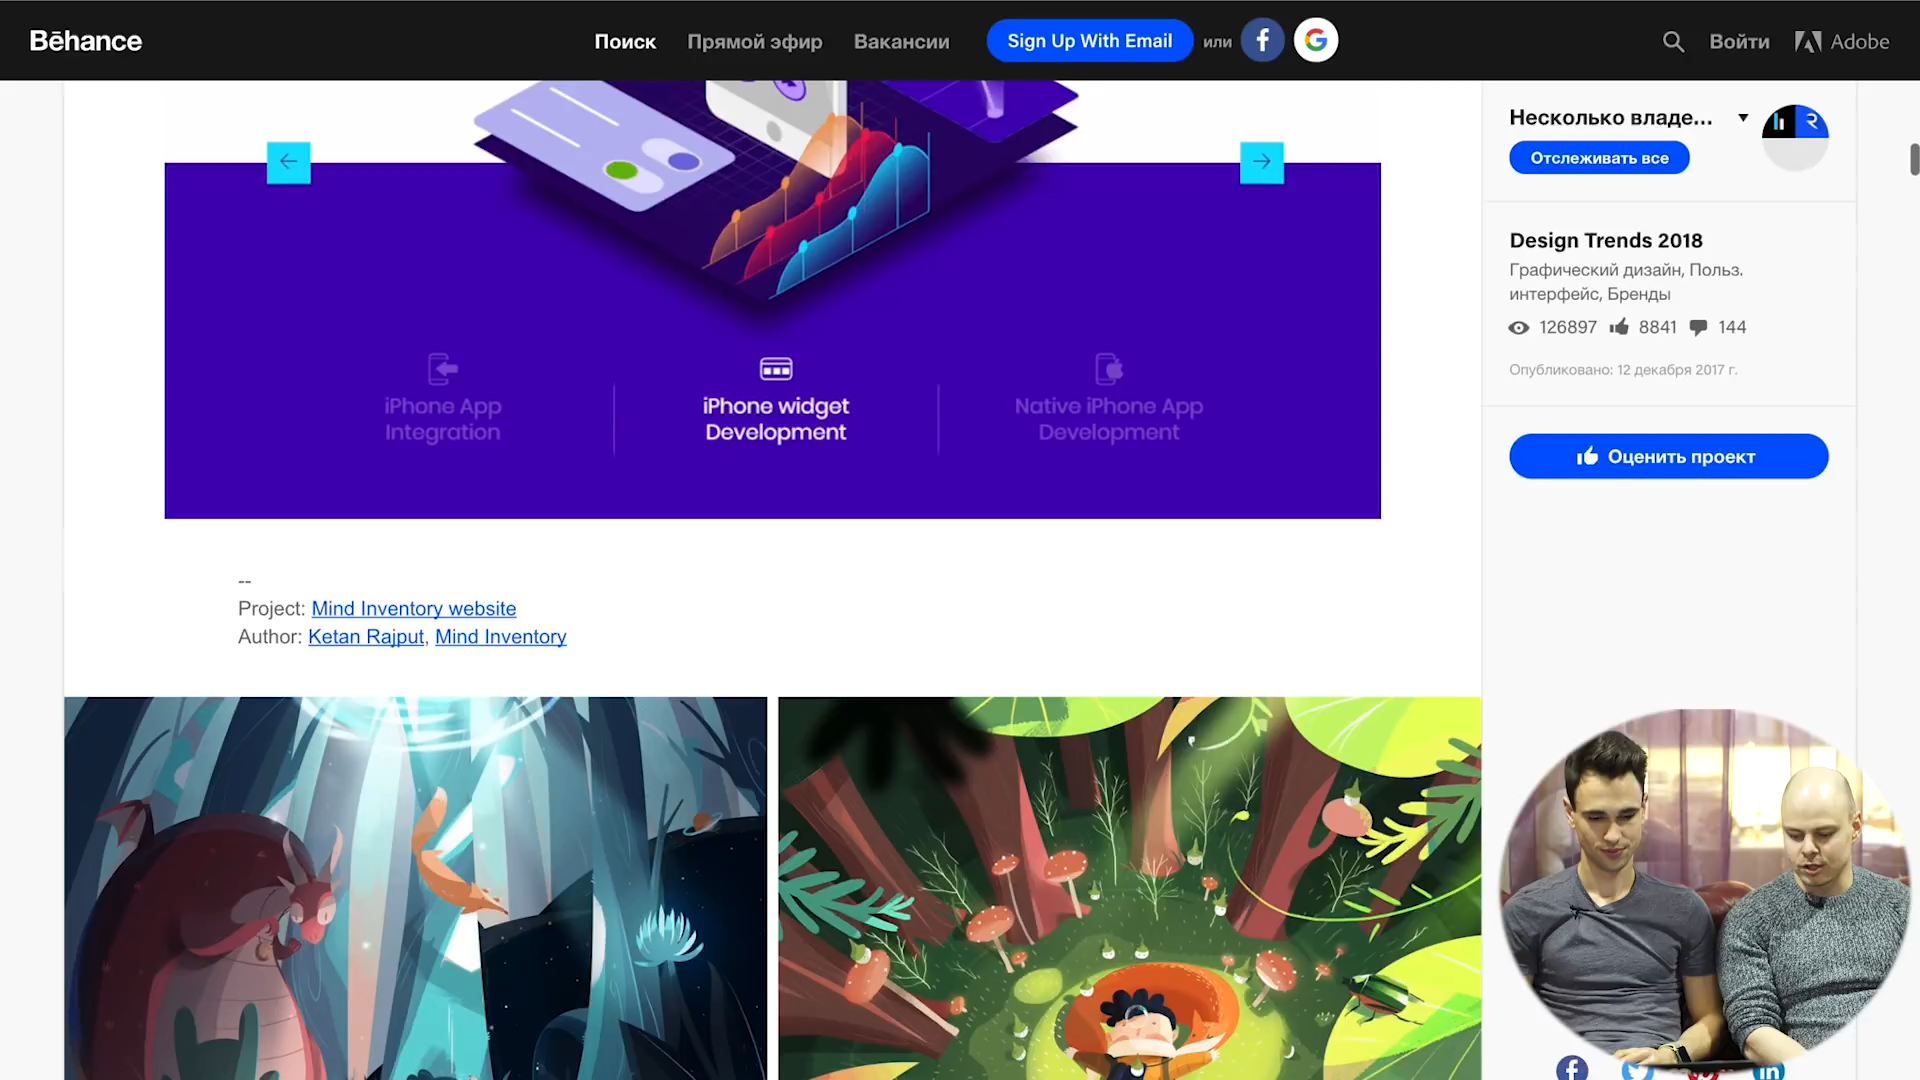 Bēhance
Поиск
Прямой эфир
Вакансии
Sign Up With Email
или
Войти
Adobe
Несколько владе...
Отслеживать все
Design Trends 2018
Графический дизайн, Польз.
интерфейс, Бренды
126897
8841
144
Опубликовано: 12 декабря 2017 г.
Оценить проект
iPhone App
Integration
iPhone widget
Development
Native iPhone App
Development
--
Project: Mind Inventory website
Author: Ketan Rajput, Mind Inventory